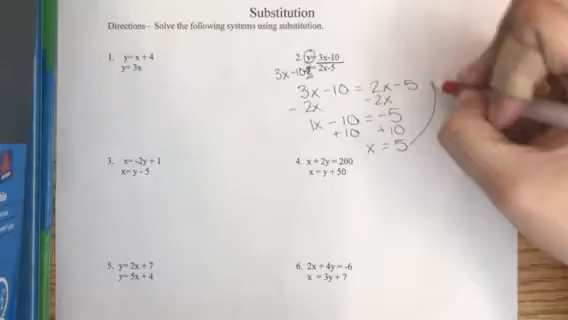 Substitution
Directions- Solve the following systems using substitution.
1. y= x + 4
y= 3x
2. y= 3x-10
y= 2x-5
3x-10
3x - 10 = 2x - 5
- 2x -2x
1x - 10 = -5
+10 +10
x = 5
3. x= -2y + 1
x= y - 5
4. x + 2y = 200
x = y + 50
5. y= 2x + 7
y= 5x + 4
6. 2x + 4y = -6
x = 3y + 7